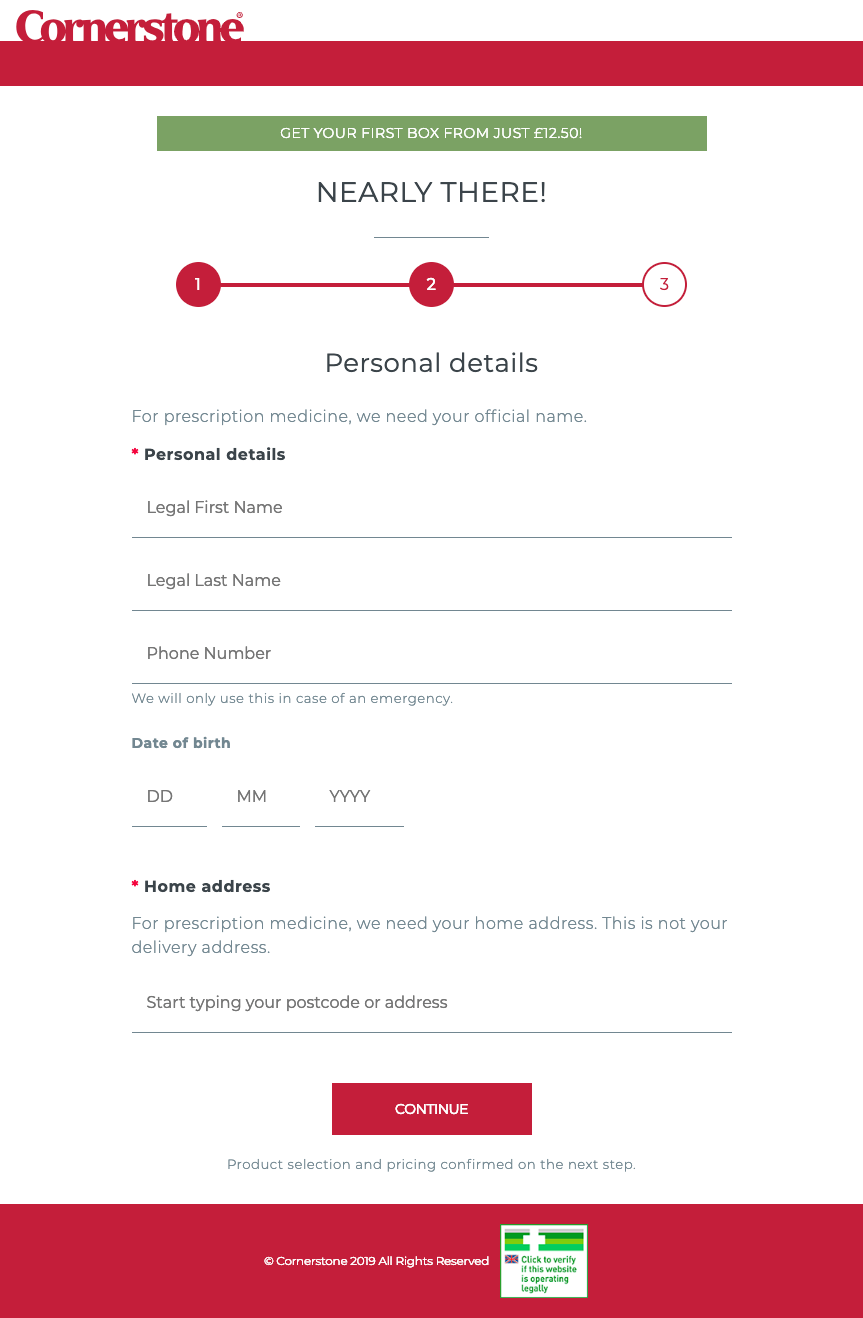 Cornerstone®
GET YOUR FIRST BOX FROM JUST £12.50!
NEARLY THERE!
1 2 3
Personal details
For prescription medicine, we need your official name.
* Personal details
Legal First Name
Legal Last Name
Phone Number
We will only use this in case of an emergency.
Date of birth
DD MM YYYY
* Home address
For prescription medicine, we need your home address. This is not your
delivery address.
Start typing your postcode or address
CONTINUE
Product selection and pricing confirmed on the next step.
© Cornerstone 2019 All Rights Reserved
Click to verify
if this website
is operating
legally